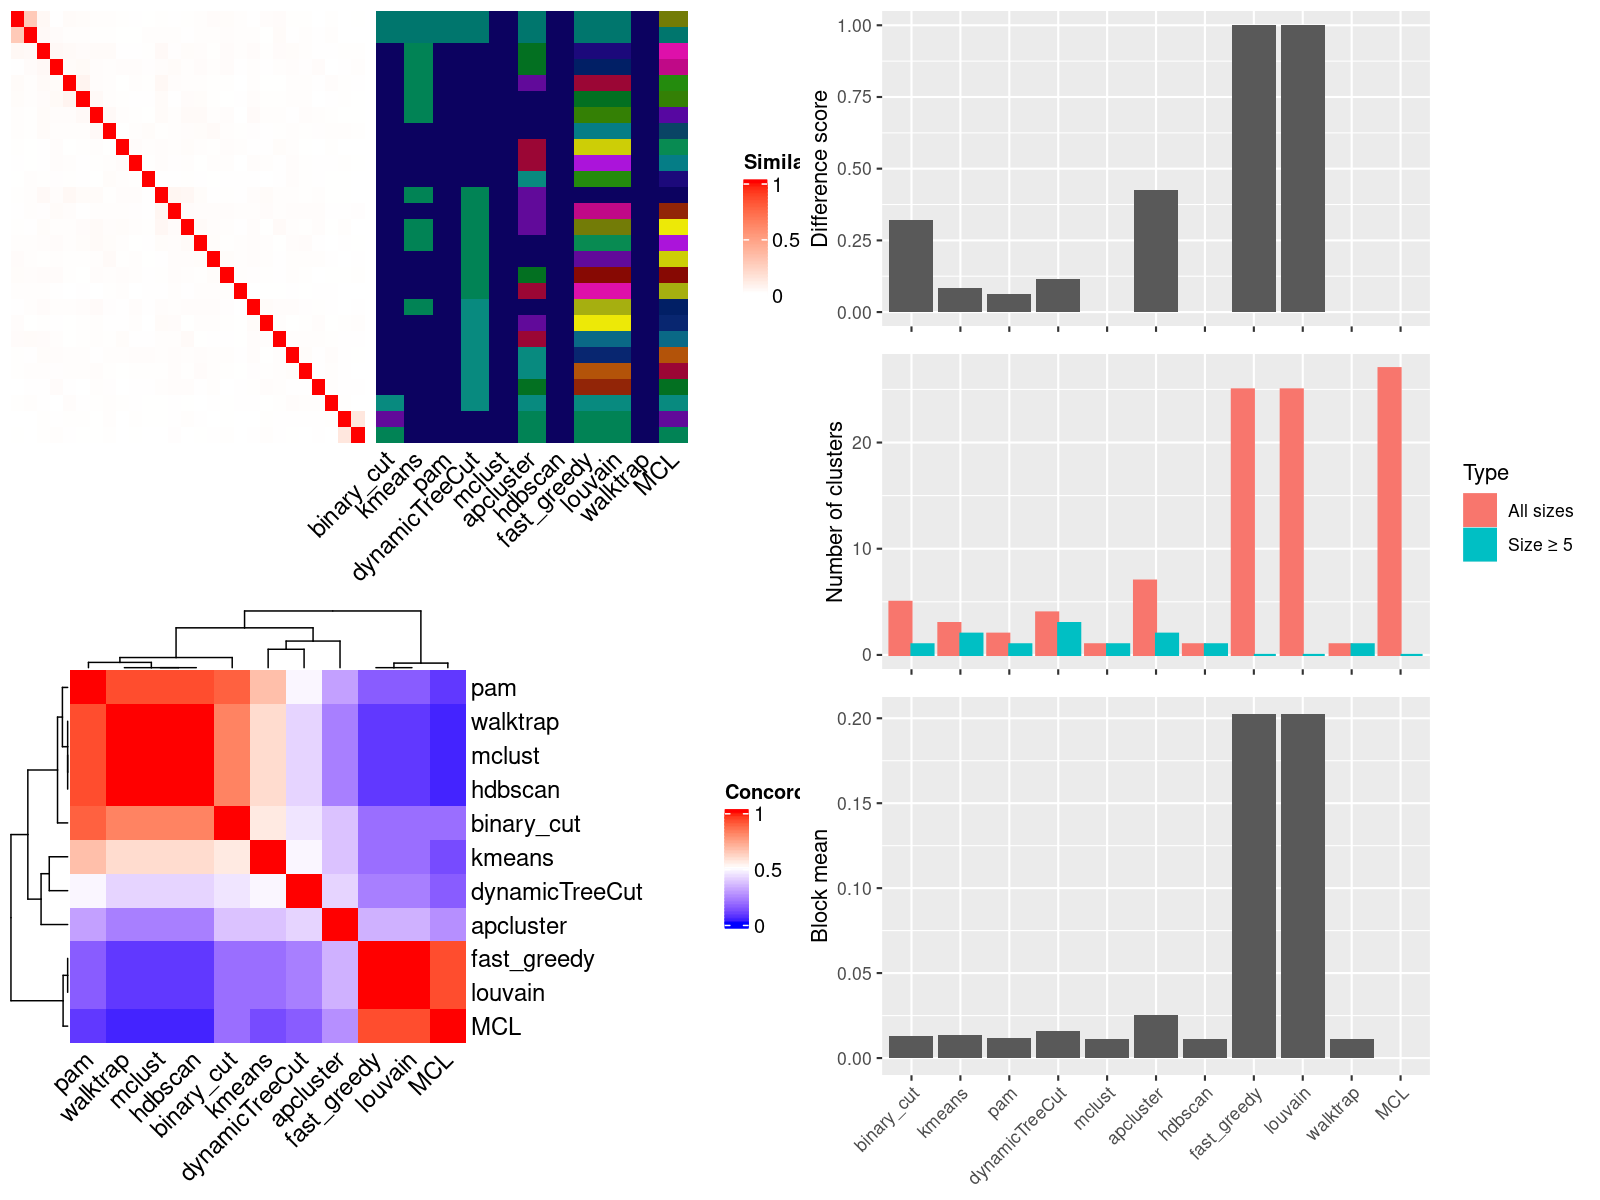 Simila
1
0.5
0
binary_cut
kmeans
pam
dynamicTreeCut
mclust
apcluster
hdbscan
fast_greedy
louvain
walktrap
MCL
pam
walktrap
mclust
hdbscan
binary_cut
kmeans
dynamicTreeCut
apcluster
fast_greedy
louvain
MCL
Concord
1
0.5
0
pam
walktrap
mclust
hdbscan
binary_cut
kmeans
dynamicTreeCut
apcluster
fast_greedy
louvain
MCL
Difference score
1.00
0.75
0.50
0.25
0.00
Number of clusters
20
10
0
Type
All sizes
Size ≥ 5
Block mean
0.20
0.15
0.10
0.05
0.00
binary_cut
kmeans
pam
dynamicTreeCut
mclust
apcluster
hdbscan
fast_greedy
louvain
walktrap
MCL